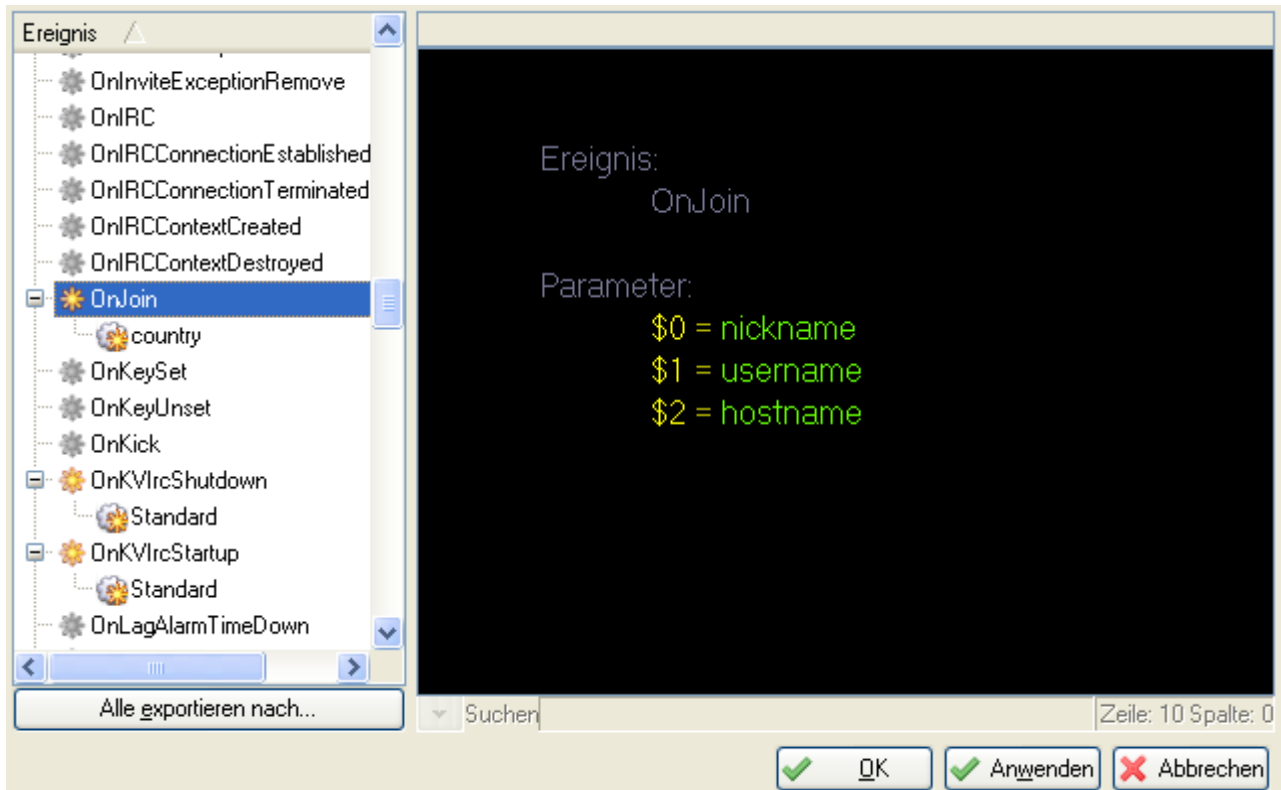 Ereignis
OnInviteExceptionRemove
OnIRC
OnIRCConnectionEstablished
OnIRCConnectionTerminated
OnIRCContextCreated
OnIRCContextDestroyed
OnJoin
country
OnKeySet
OnKeyUnset
OnKick
OnKVIrcShutdown
Standard
OnKVIrcStartup
Standard
OnLagAlarmTimeDown
Alle exportieren nach...
Ereignis:
OnJoin
Parameter:
$0 = nickname
$1 = username
$2 = hostname
Suchen
Zeile: 10 Spalte: 0
OK
Anwenden
Abbrechen